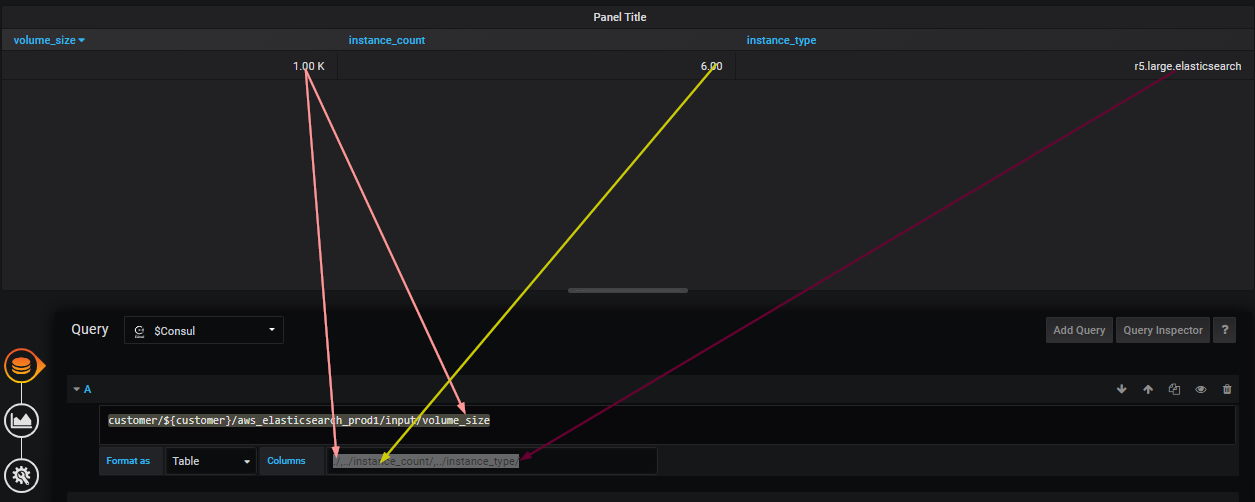 Panel Title
volume_size instance_count instance_type
1.00 K 6.00 r5.large.elasticsearch
Query $Consul Add Query Query Inspector ?
A
customer/${customer}/aws_elasticsearch_prod1/input/volume_size
Format as Table Columns /,../instance_count/,../instance_type/